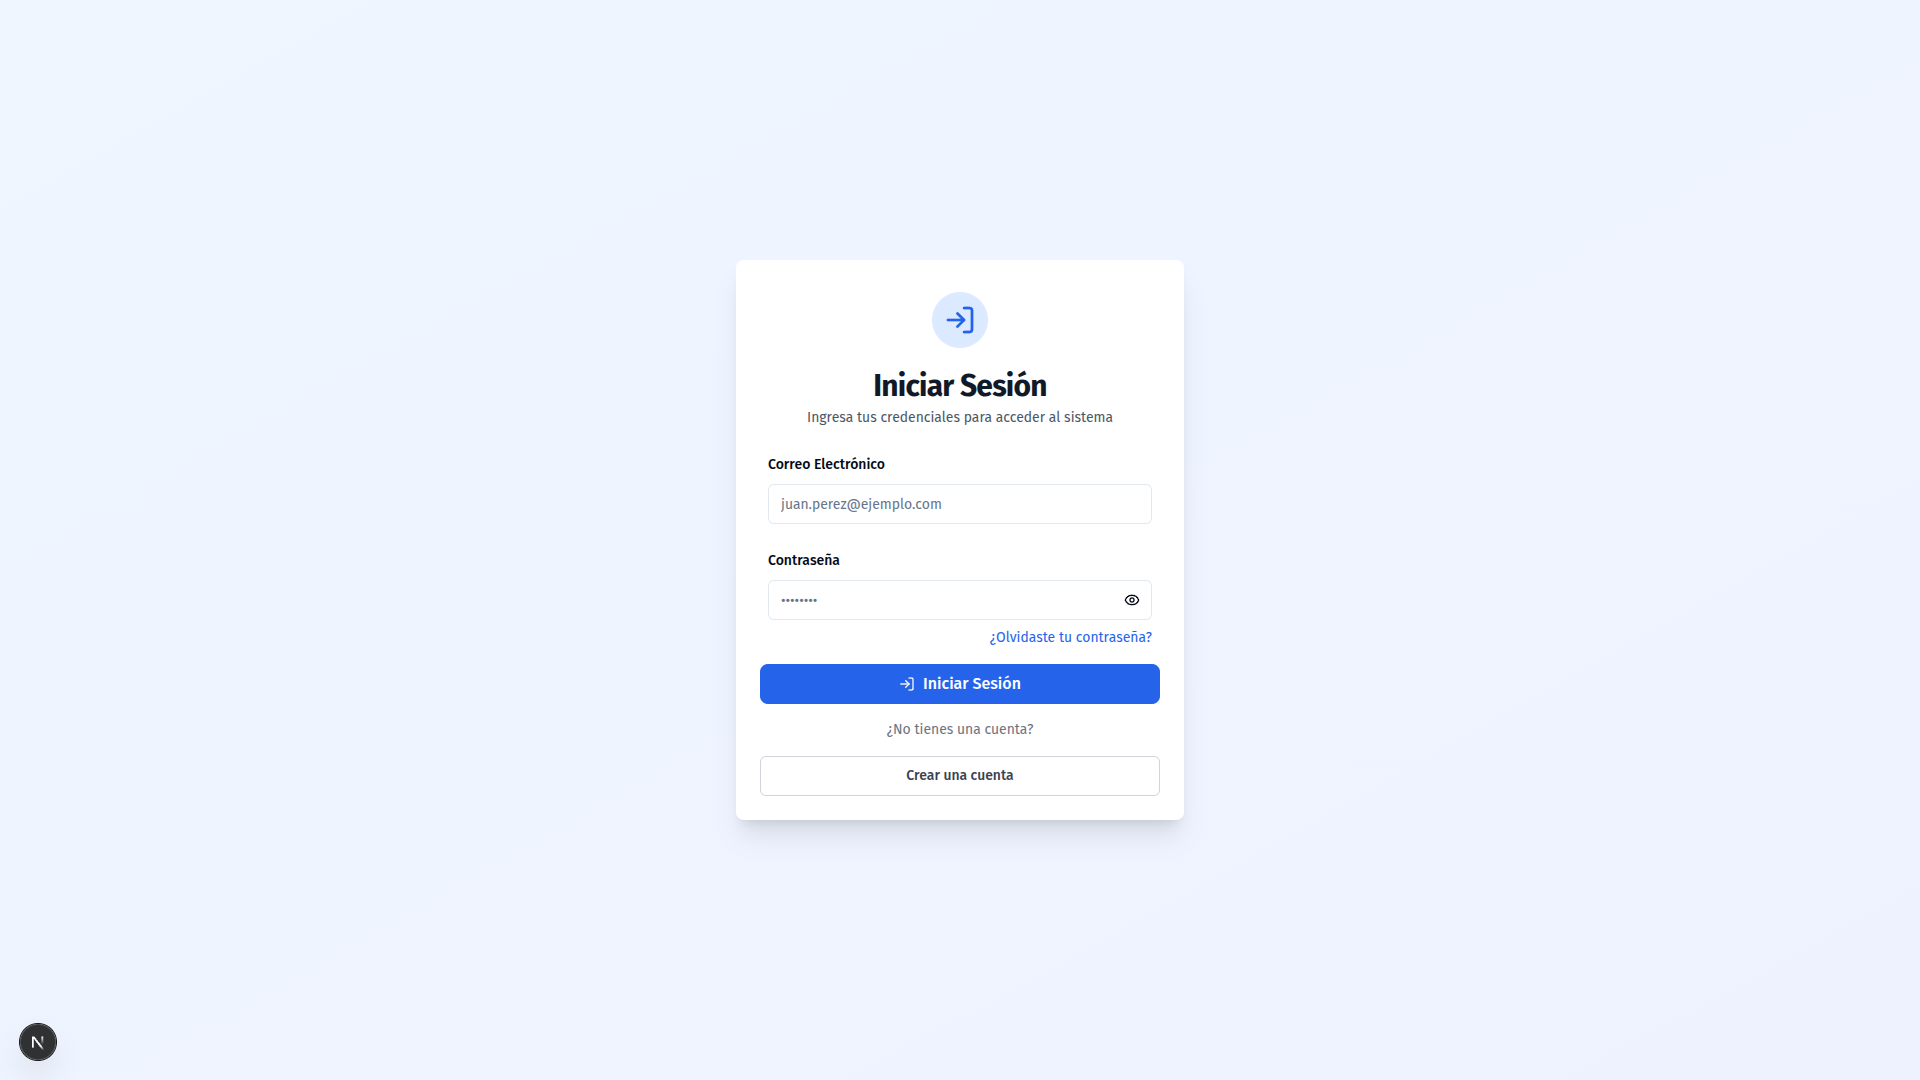 Iniciar Sesión
Ingresa tus credenciales para acceder al sistema
Correo Electrónico
juan.perez@ejemplo.com
Contraseña
••••••••
¿Olvidaste tu contraseña?
Iniciar Sesión
¿No tienes una cuenta?
Crear una cuenta
N